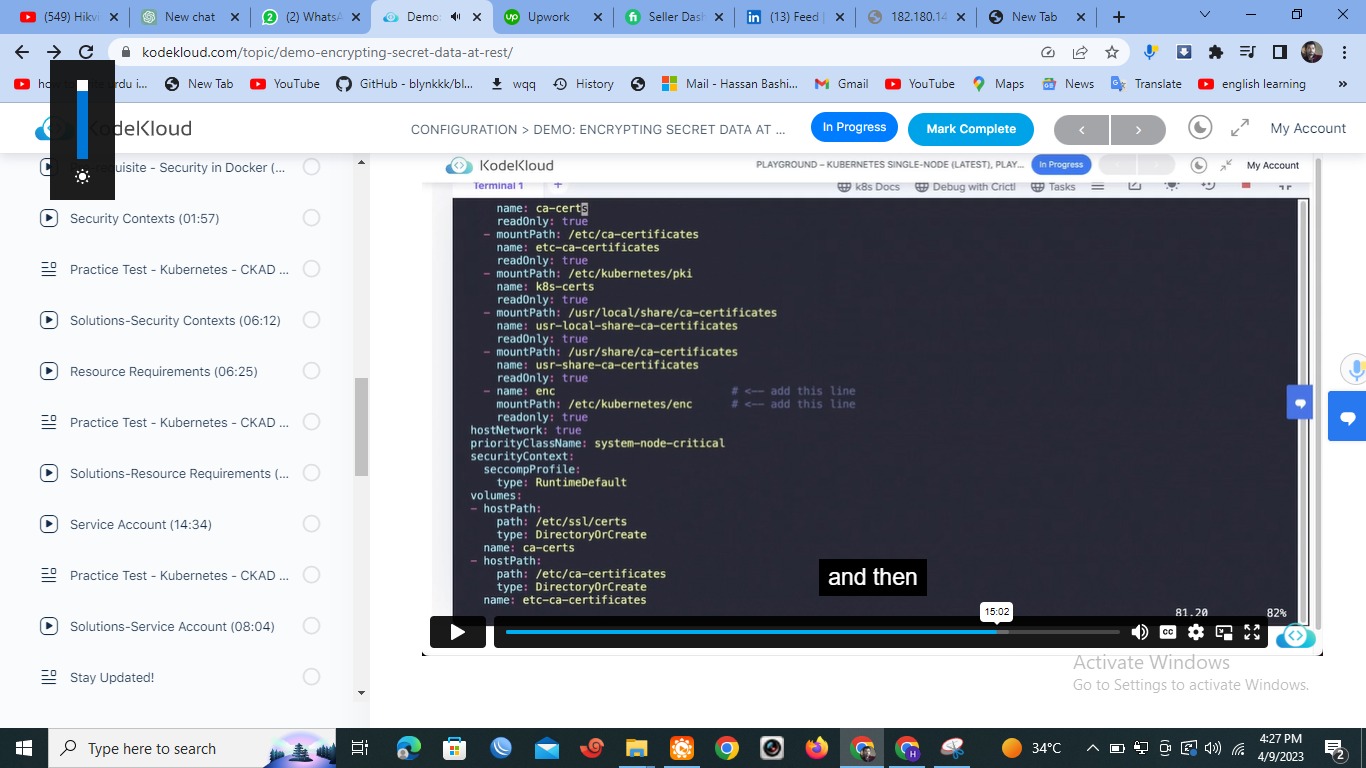 (549) Hikvi
New chat
(2) WhatsA
Demo:
Upwork
Seller Dash
(13) Feed |
182.180.14
New Tab
kodekloud.com/topic/demo-encrypting-secret-data-at-rest/
New Tab
YouTube
GitHub - blynkkk/bl...
wqq
History
Mail - Hassan Bashi...
Gmail
YouTube
Maps
News
Translate
english learning
»
KodeKloud
CONFIGURATION > DEMO: ENCRYPTING SECRET DATA AT ...
In Progress
Mark Complete
My Account
- Security in Docker (...
Security Contexts (01:57)
Practice Test - Kubernetes - CKAD ...
Solutions-Security Contexts (06:12)
Resource Requirements (06:25)
Practice Test - Kubernetes - CKAD ...
Solutions-Resource Requirements (...
Service Account (14:34)
Practice Test - Kubernetes - CKAD ...
Solutions-Service Account (08:04)
Stay Updated!
KodeKloud
PLAYGROUND – KUBERNETES SINGLE-NODE (LATEST), PLAY...
In Progress
My Account
Terminal 1
+
k8s Docs
Debug with Crictl
Tasks
name: ca-certs
readOnly: true
- mountPath: /etc/ca-certificates
name: etc-ca-certificates
readOnly: true
- mountPath: /etc/kubernetes/pki
name: k8s-certs
readOnly: true
- mountPath: /usr/local/share/ca-certificates
name: usr-local-share-ca-certificates
readOnly: true
- mountPath: /usr/share/ca-certificates
name: usr-share-ca-certificates
readOnly: true
- name: enc # <-- add this line
mountPath: /etc/kubernetes/enc # <-- add this line
readonly: true
hostNetwork: true
priorityClassName: system-node-critical
securityContext:
seccompProfile:
type: RuntimeDefault
volumes:
- hostPath:
path: /etc/ssl/certs
type: DirectoryOrCreate
name: ca-certs
- hostPath:
path: /etc/ca-certificates
type: DirectoryOrCreate
name: etc-ca-certificates
81,20 82%
and then
15:02
CC
Activate Windows
Go to Settings to activate Windows.
Type here to search
34°C
4:27 PM
4/9/2023
2